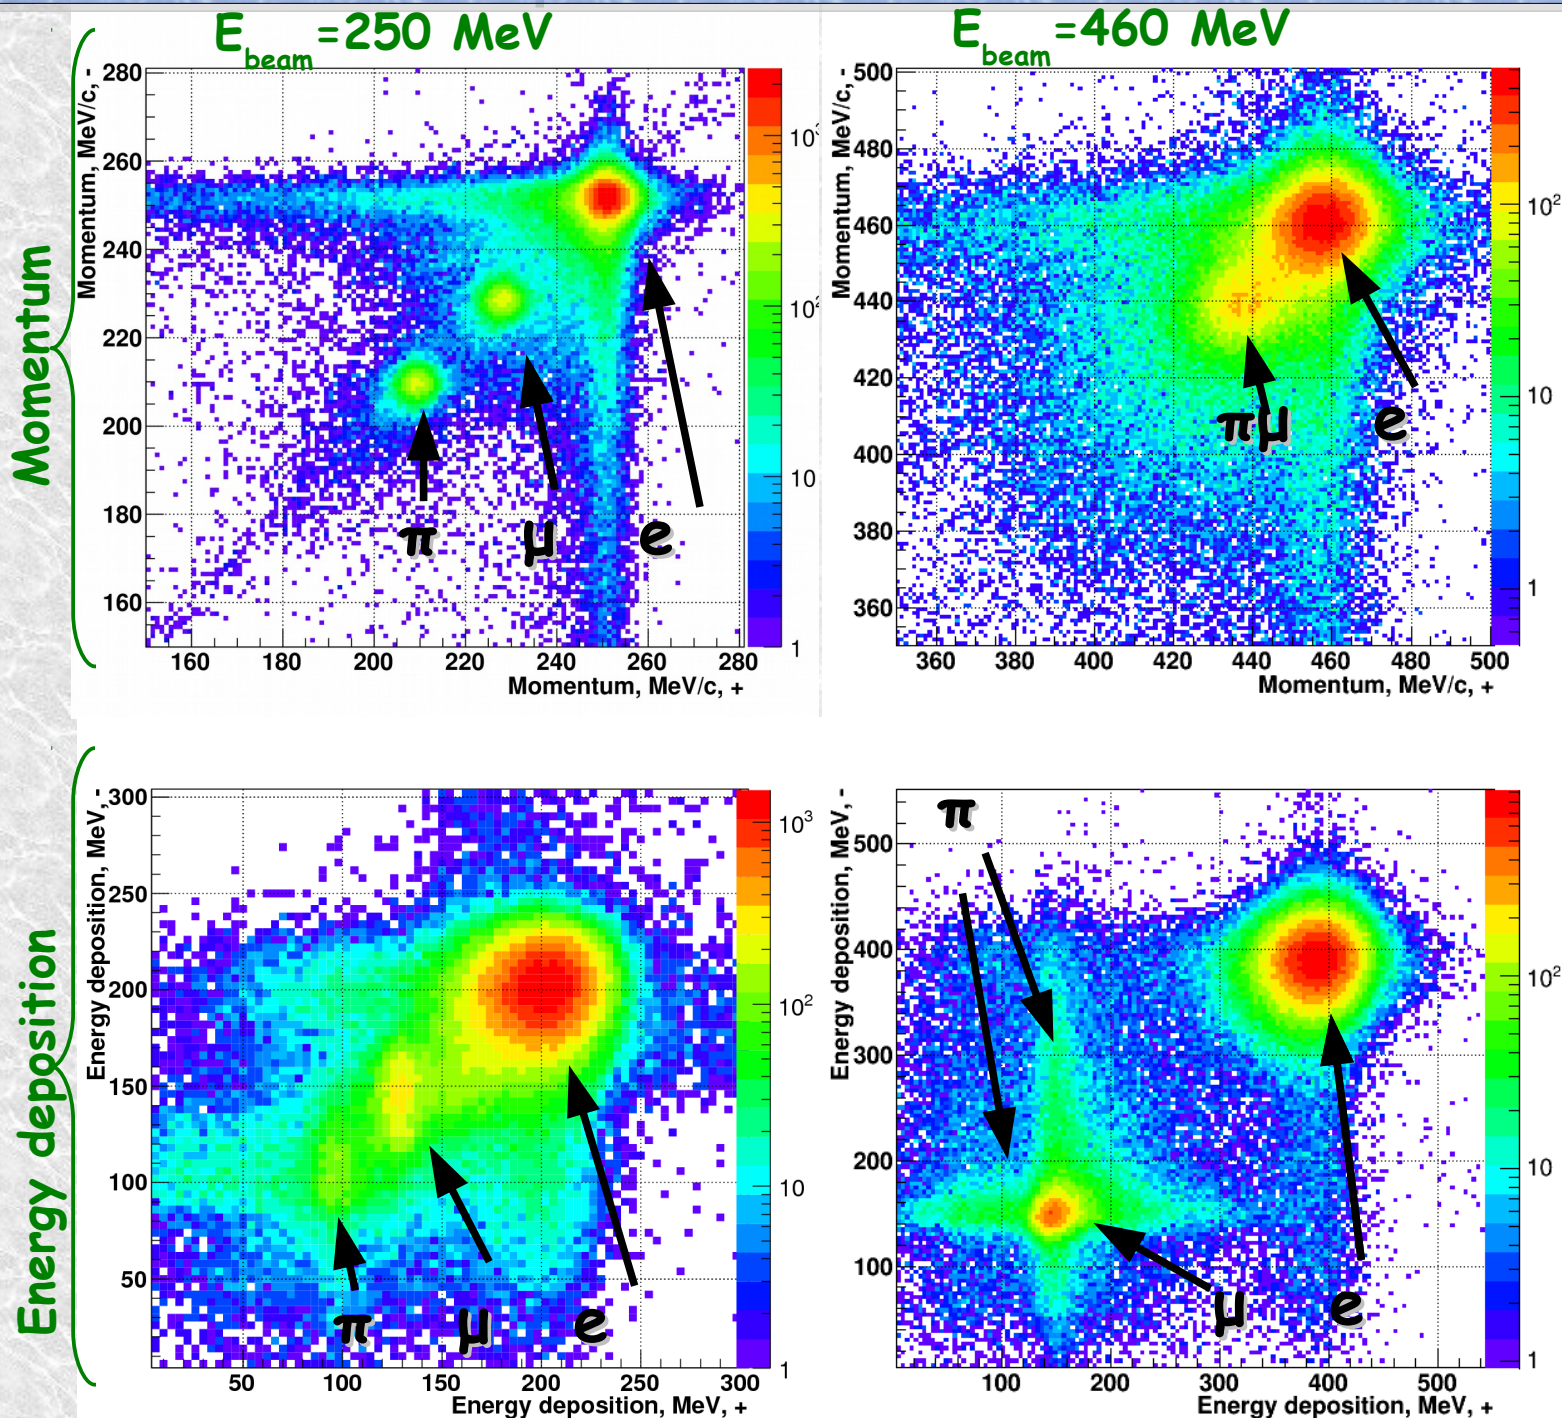 E beam =250 MeV
E beam =460 MeV
Momentum
Momentum, MeV/c, -
280
260
240
220
200
180
160
160 180 200 220 240 260 280
Momentum, MeV/c, +
π μ e
10³
10²
10
1
Momentum, MeV/c, -
500
480
460
440
420
400
380
360
360 380 400 420 440 460 480 500
Momentum, MeV/c, +
πμ e
10²
10
1
Energy deposition
Energy deposition, MeV, -
300
250
200
150
100
50
50 100 150 200 250 300
Energy deposition, MeV, +
π μ e
10³
10²
10
1
Energy deposition, MeV, -
500
400
300
200
100
100 200 300 400 500
Energy deposition, MeV, +
π
μ e
10²
10
1